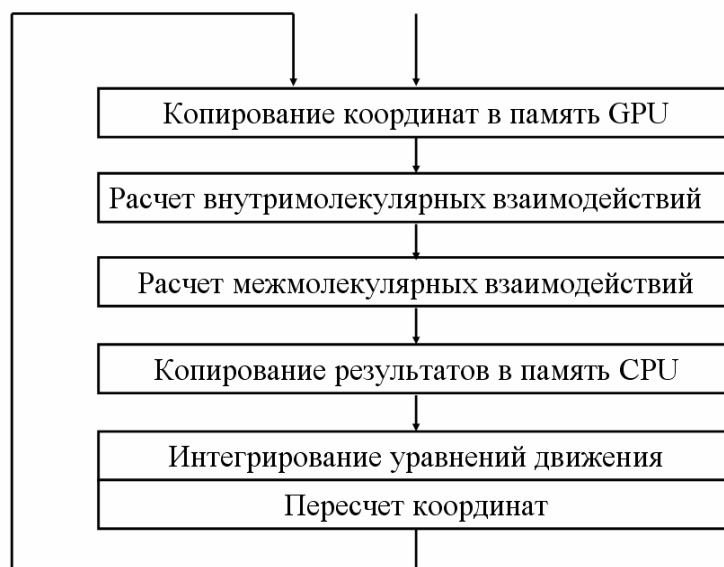 Копирование координат в память GPU
Расчет внутримолекулярных взаимодействий
Расчет межмолекулярных взаимодействий
Копирование результатов в память CPU
Интегрирование уравнений движения
Пересчет координат